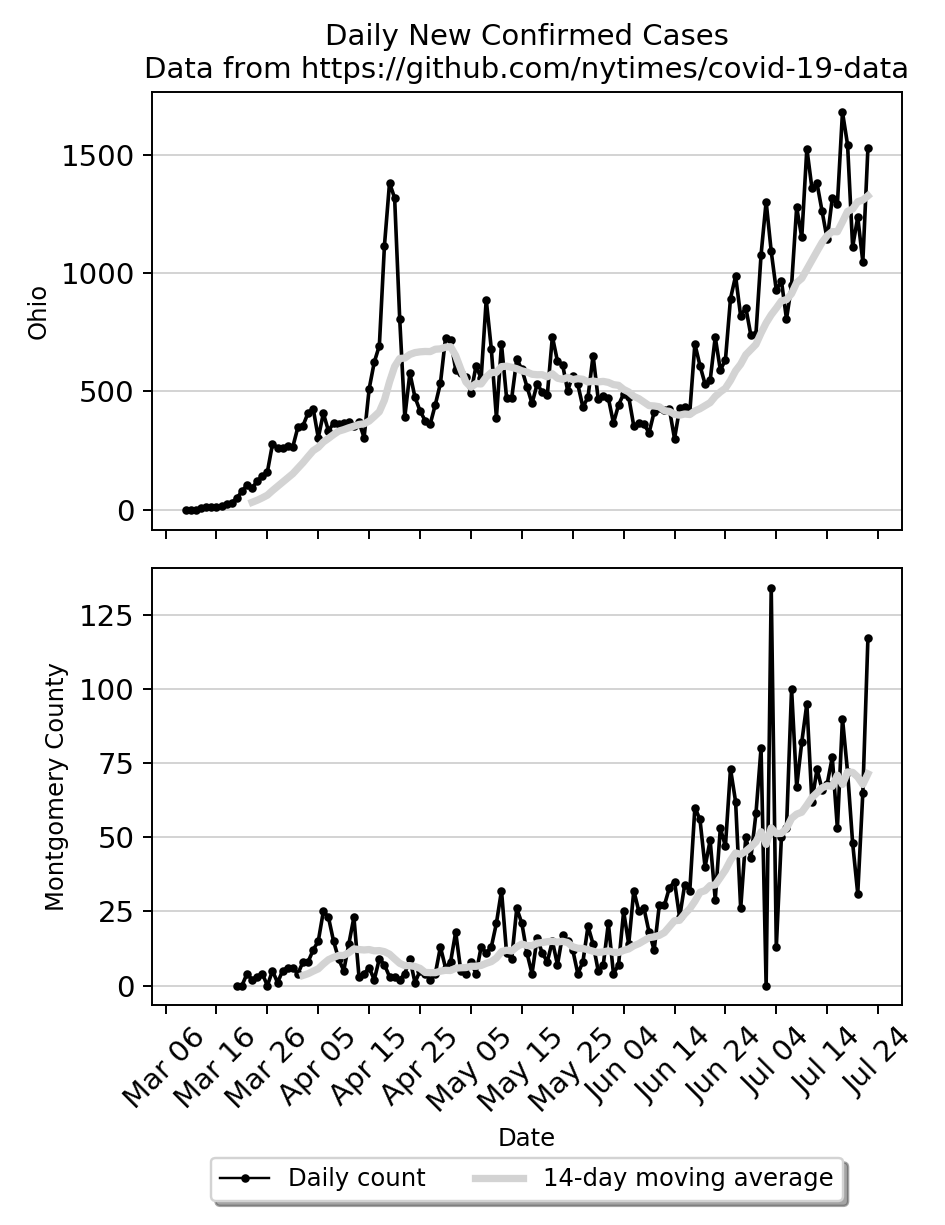 Daily New Confirmed Cases
Data from https://github.com/nytimes/covid-19-data
1500
1000
500
0
Ohio
125
100
75
50
25
0
Montgomery County
Mar 06
Mar 16
Mar 26
Apr 05
Apr 15
Apr 25
May 05
May 15
May 25
Jun 04
Jun 14
Jun 24
Jul 04
Jul 14
Jul 24
Date
Daily count
14-day moving average